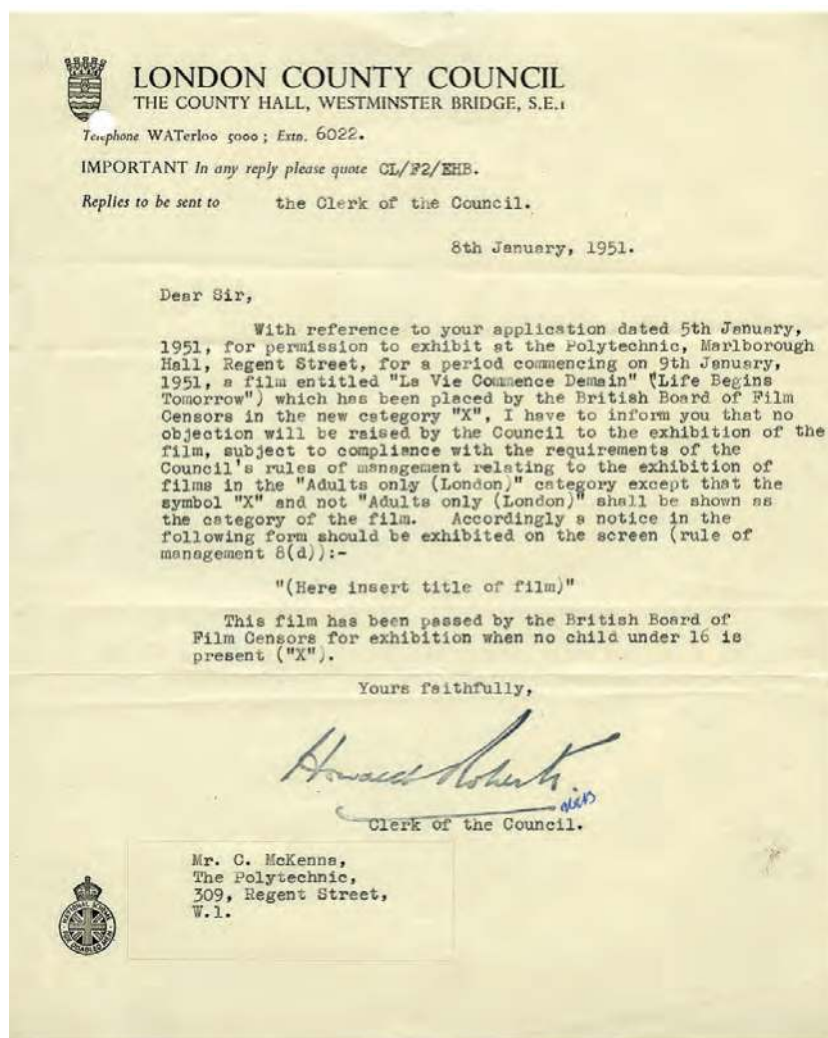 LONDON COUNTY COUNCIL
THE COUNTY HALL, WESTMINSTER BRIDGE, S.E.1
Telephone WATerloo 5000 ; Extn. 6022.
IMPORTANT In any reply please quote CL/F2/EHB.
Replies to be sent to the Clerk of the Council.
8th January, 1951.
Dear Sir,
With reference to your application dated 5th January,
1951, for permission to exhibit at the Polytechnic, Marlborough
Hall, Regent Street, for a period commencing on 9th January,
1951, a film entitled "La Vie Commence Demain" ("Life Begins
Tomorrow") which has been placed by the British Board of Film
Censors in the new category "X", I have to inform you that no
objection will be raised by the Council to the exhibition of the
film, subject to compliance with the requirements of the
Council's rules of management relating to the exhibition of
films in the "Adults only (London)" category except that the
symbol "X" and not "Adults only (London)" shall be shown as
the category of the film. Accordingly a notice in the
following form should be exhibited on the screen (rule of
management 8(d)):-
"(Here insert title of film)"
This film has been passed by the British Board of
Film Censors for exhibition when no child under 16 is
present ("X").
Yours faithfully,
Howard Roberts
Clerk of the Council.
Mr. C. McKenna,
The Polytechnic,
309, Regent Street,
W.1.
NATIONAL SCHEME
FOR DISABLED MEN